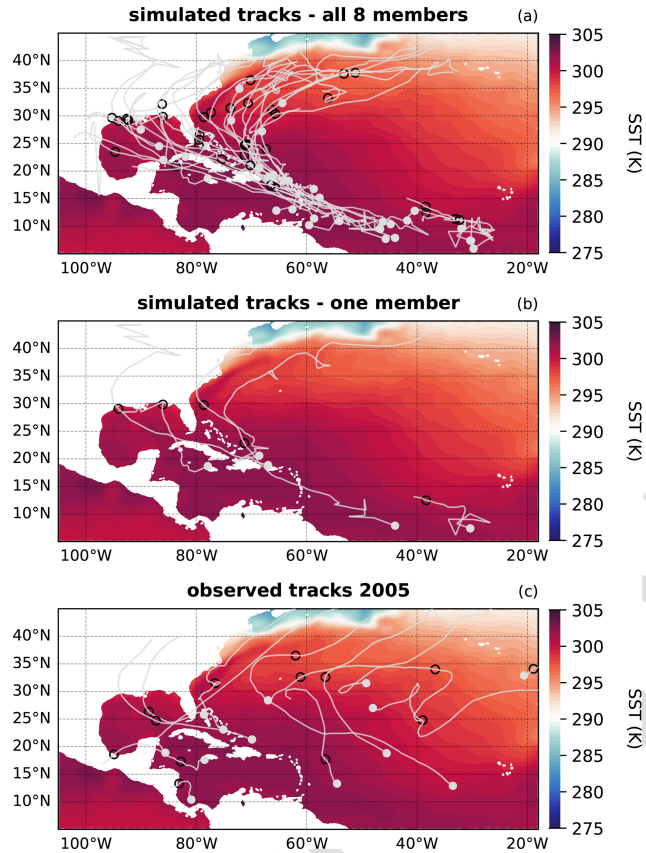 simulated tracks - all 8 members (a)
40°N
35°N
30°N
25°N
20°N
15°N
10°N
100°W 80°W 60°W 40°W 20°W
305
300
295
290
285
280
275
SST (K)
simulated tracks - one member (b)
40°N
35°N
30°N
25°N
20°N
15°N
10°N
100°W 80°W 60°W 40°W 20°W
305
300
295
290
285
280
275
SST (K)
observed tracks 2005 (c)
40°N
35°N
30°N
25°N
20°N
15°N
10°N
100°W 80°W 60°W 40°W 20°W
305
300
295
290
285
280
275
SST (K)